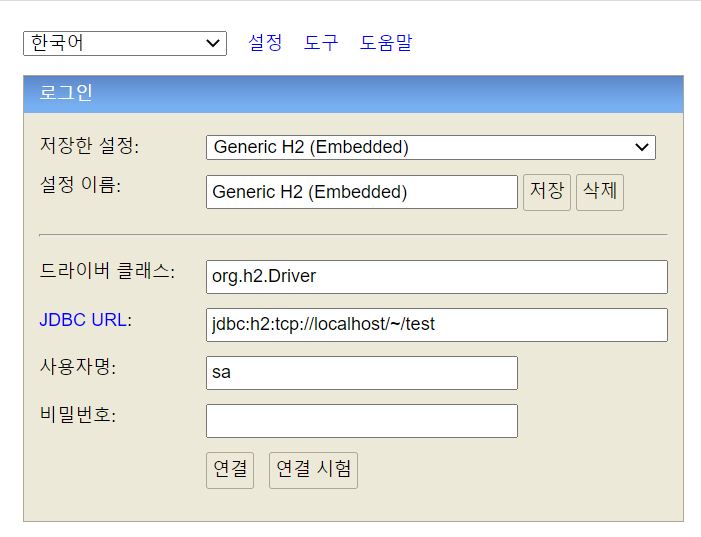 한국어 설정 도구 도움말
로그인
저장한 설정: Generic H2 (Embedded)
설정 이름: Generic H2 (Embedded) 저장 삭제
드라이버 클래스: org.h2.Driver
JDBC URL: jdbc:h2:tcp://localhost/~/test
사용자명: sa
비밀번호:
연결 연결 시험